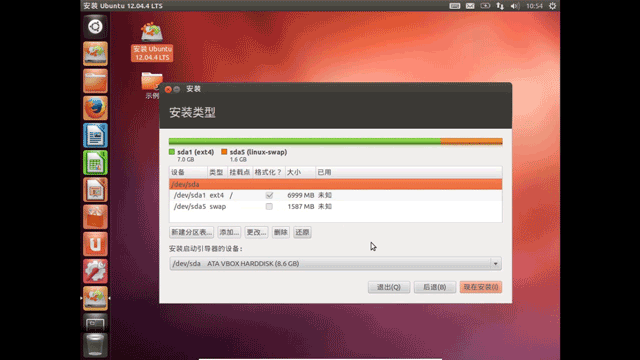 安装 Ubuntu 12.04.4 LTS
10:54
安装 Ubuntu
12.04.4 LTS
示例
安装
安装类型
sda1 (ext4)
7.0 GB
sda5 (linux-swap)
1.6 GB
设备 类型 挂载点 格式化？ 大小 已用
/dev/sda
/dev/sda1 ext4 / 6999 MB 未知
/dev/sda5 swap 1587 MB 未知
新建分区表... 添加... 更改... 删除 还原
安装启动引导器的设备：
/dev/sda ATA VBOX HARDDISK (8.6 GB)
退出(Q) 后退(B) 现在安装(I)